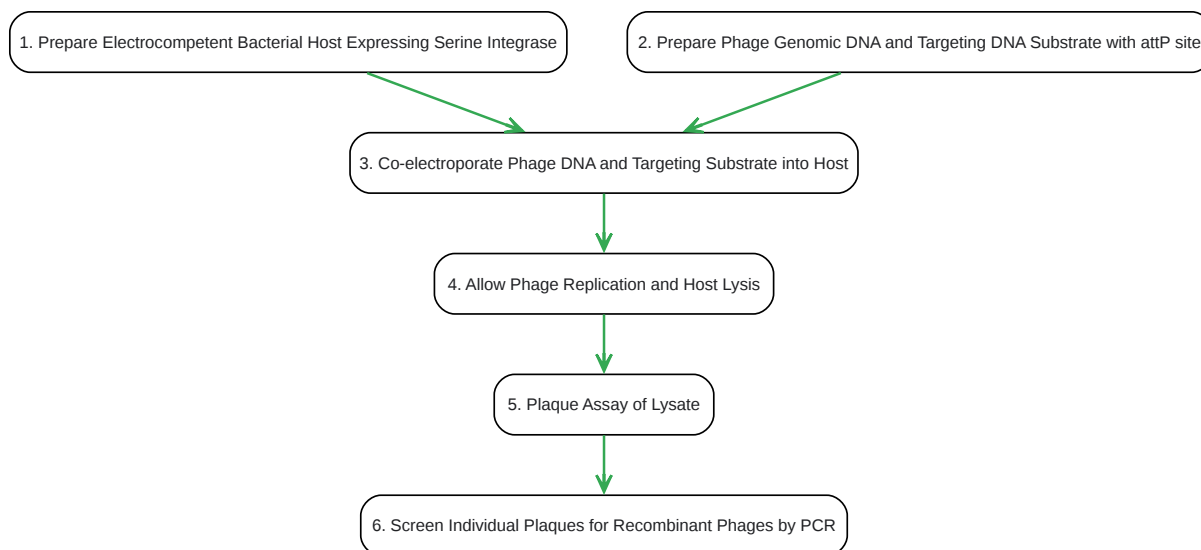 1. Prepare Electrocompetent Bacterial Host Expressing Serine Integrase
2. Prepare Phage Genomic DNA and Targeting DNA Substrate with attP site
3. Co-electroporate Phage DNA and Targeting Substrate into Host
4. Allow Phage Replication and Host Lysis
5. Plaque Assay of Lysate
6. Screen Individual Plaques for Recombinant Phages by PCR